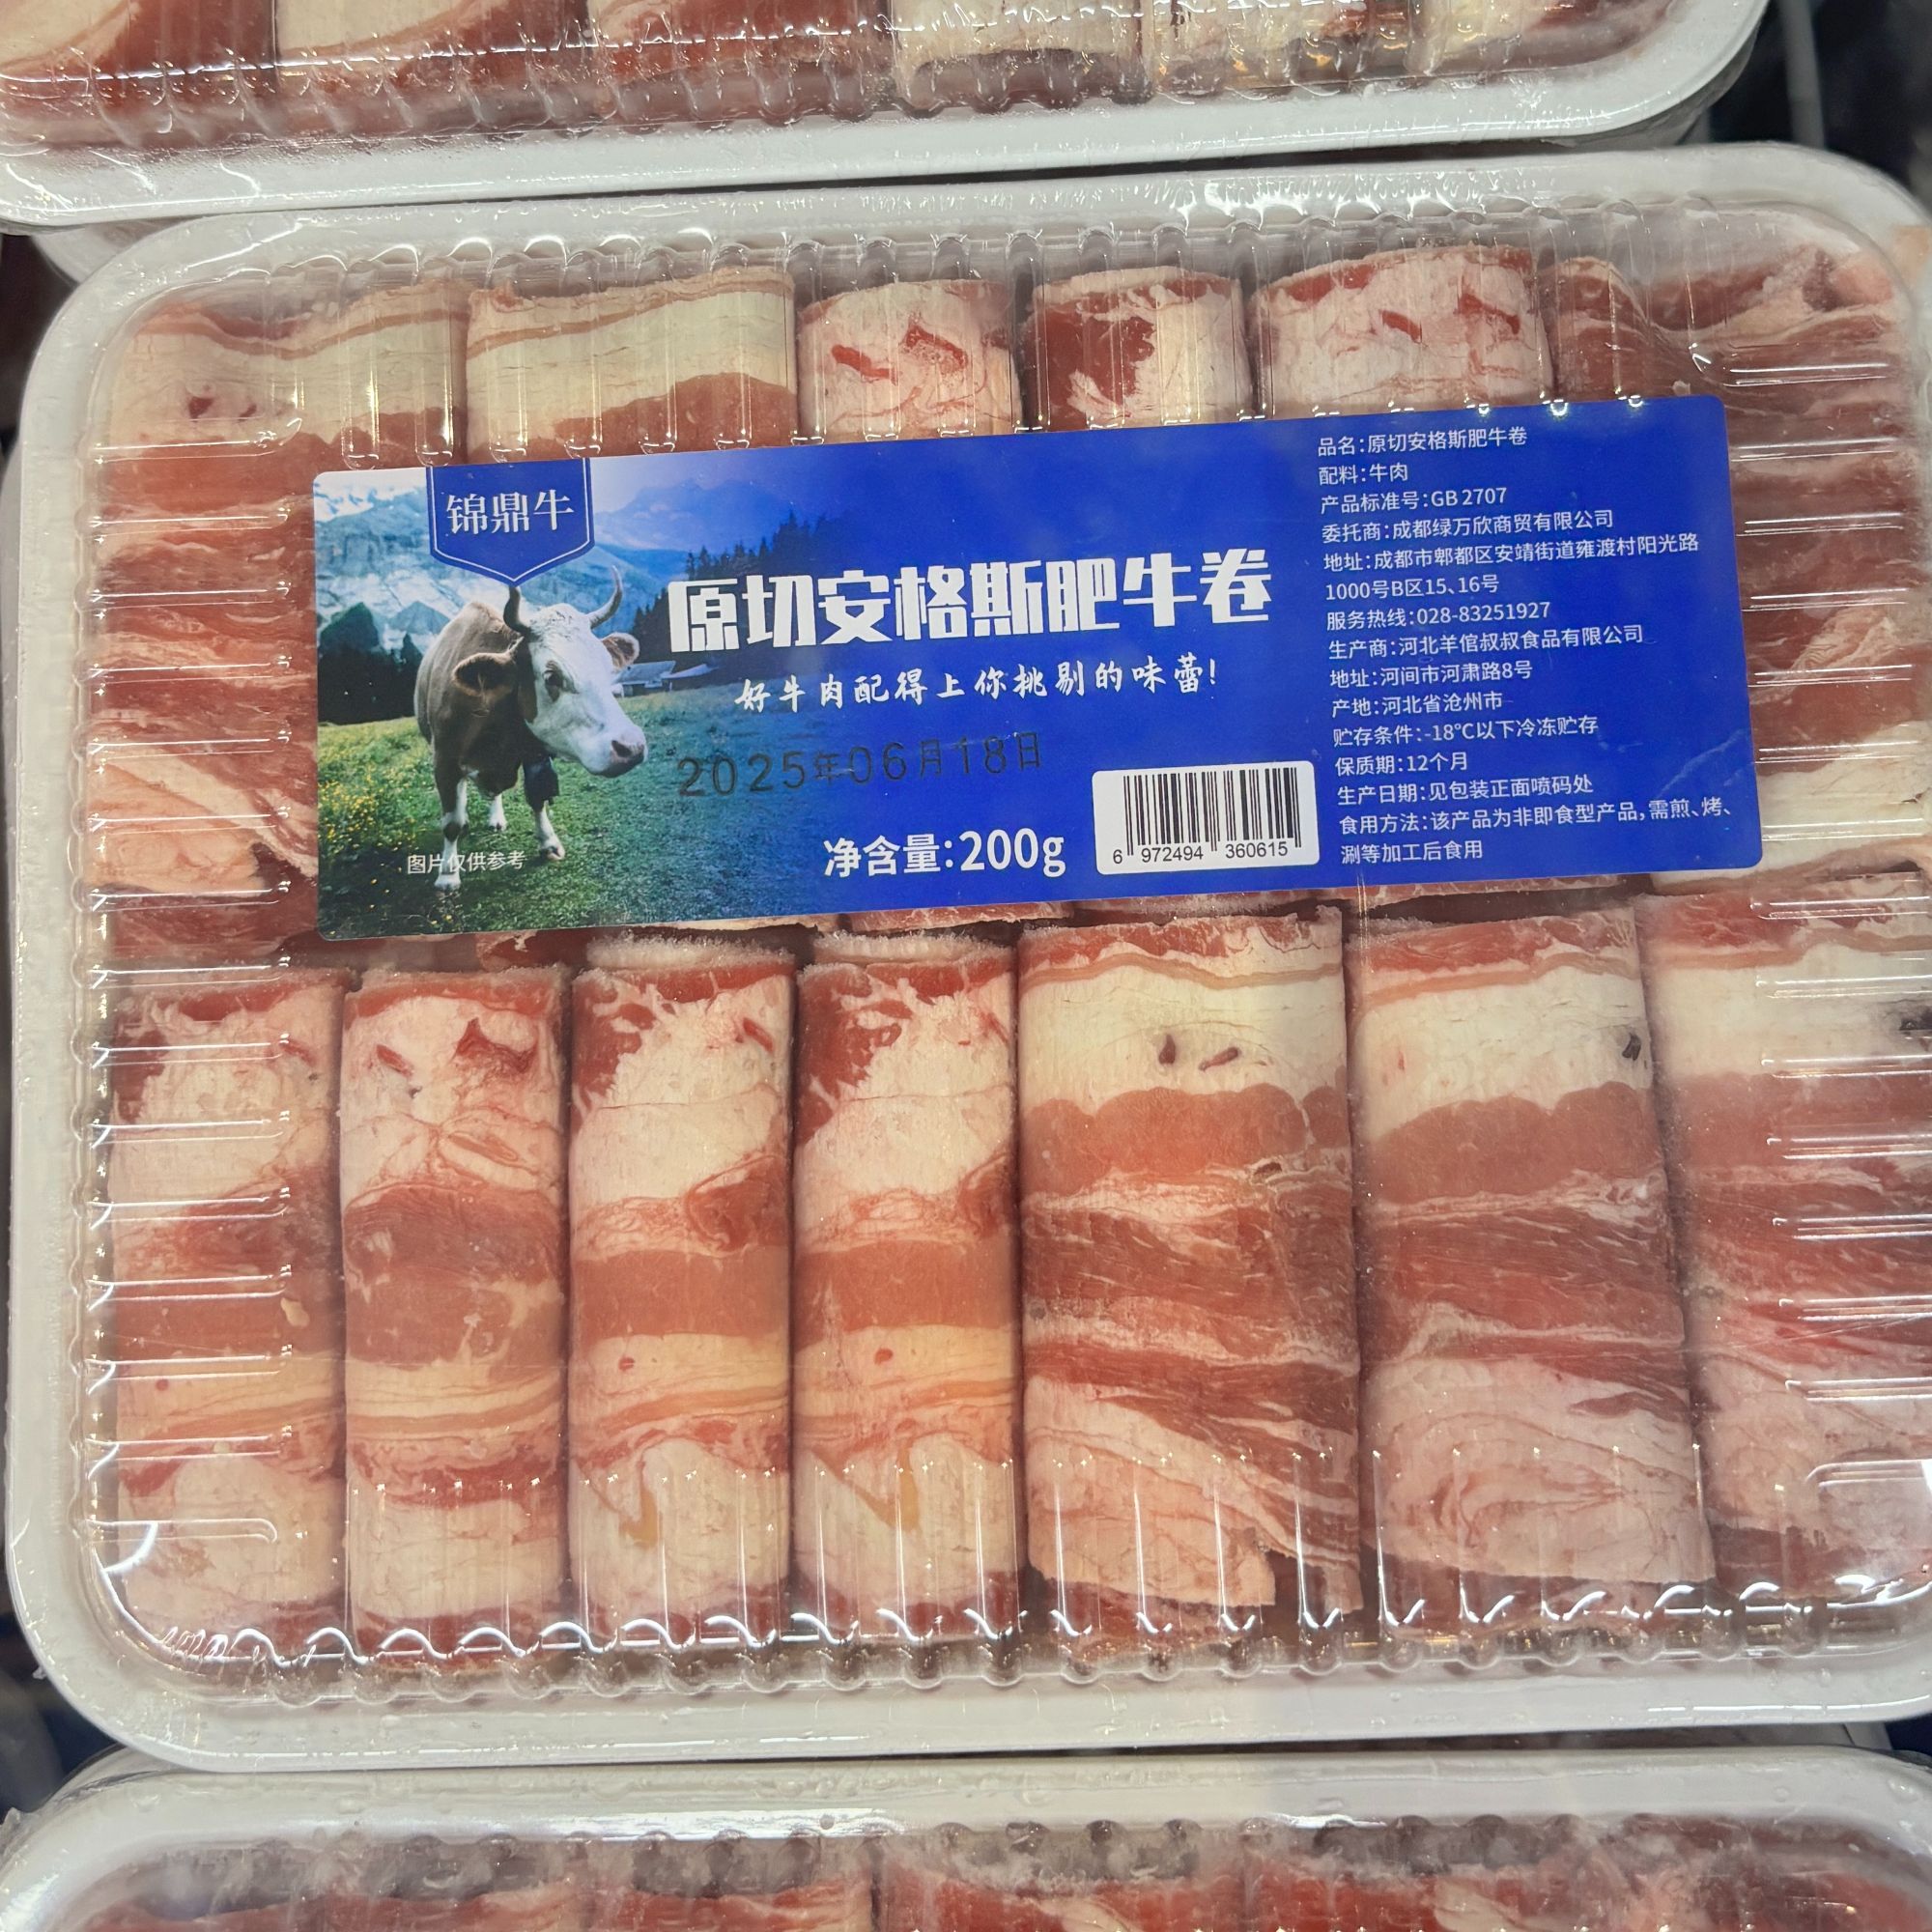 锦鼎牛
原切安格斯肥牛卷
好牛肉配得上你挑剔的味蕾!
2025年06月18日
净含量:200g
图片仅供参考
6 972494 360615
品名:原切安格斯肥牛卷
配料:牛肉
产品标准号:GB 2707
委托商:成都绿万欣商贸有限公司
地址:成都市郫都区安靖街道雍渡村阳光路
1000号B区15、16号
服务热线:028-83251927
生产商:河北羊倌叔叔食品有限公司
地址:河间市河肃路8号
产地:河北省沧州市
贮存条件:-18℃以下冷冻贮存
保质期:12个月
生产日期:见包装正面喷码处
食用方法:该产品为非即食型产品,需煎、烤、
涮等加工后食用